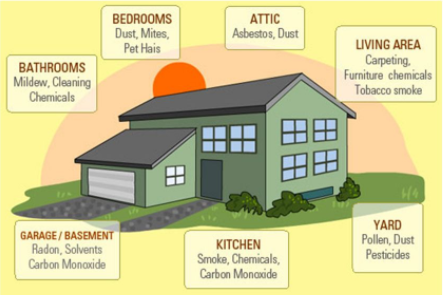 BEDROOMS
Dust, Mites,
Pet Hais
ATTIC
Asbestos, Dust
LIVING AREA
Carpeting,
Furniture chemicals
Tobacco smoke
BATHROOMS
Mildew, Cleaning
Chemicals
GARAGE / BASEMENT
Radon, Solvents
Carbon Monoxide
KITCHEN
Smoke, Chemicals,
Carbon Monoxide
YARD
Pollen, Dust
Pesticides